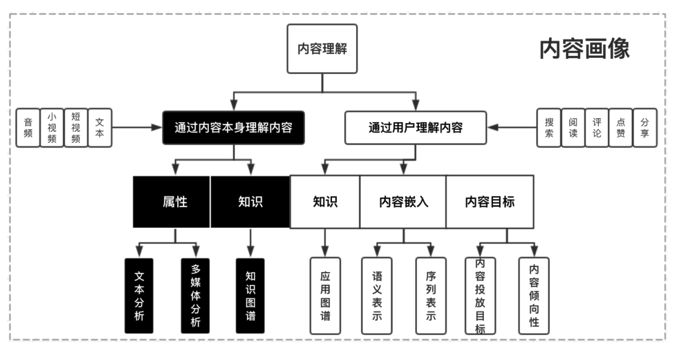 内容理解
内容画像
音频
小视频
短视频
文本
通过内容本身理解内容
通过用户理解内容
搜索
阅读
评论
点赞
分享
属性
知识
知识
内容嵌入
内容目标
文本分析
多媒体分析
知识图谱
应用图谱
语义表示
序列表示
内容投放目标
内容倾向性